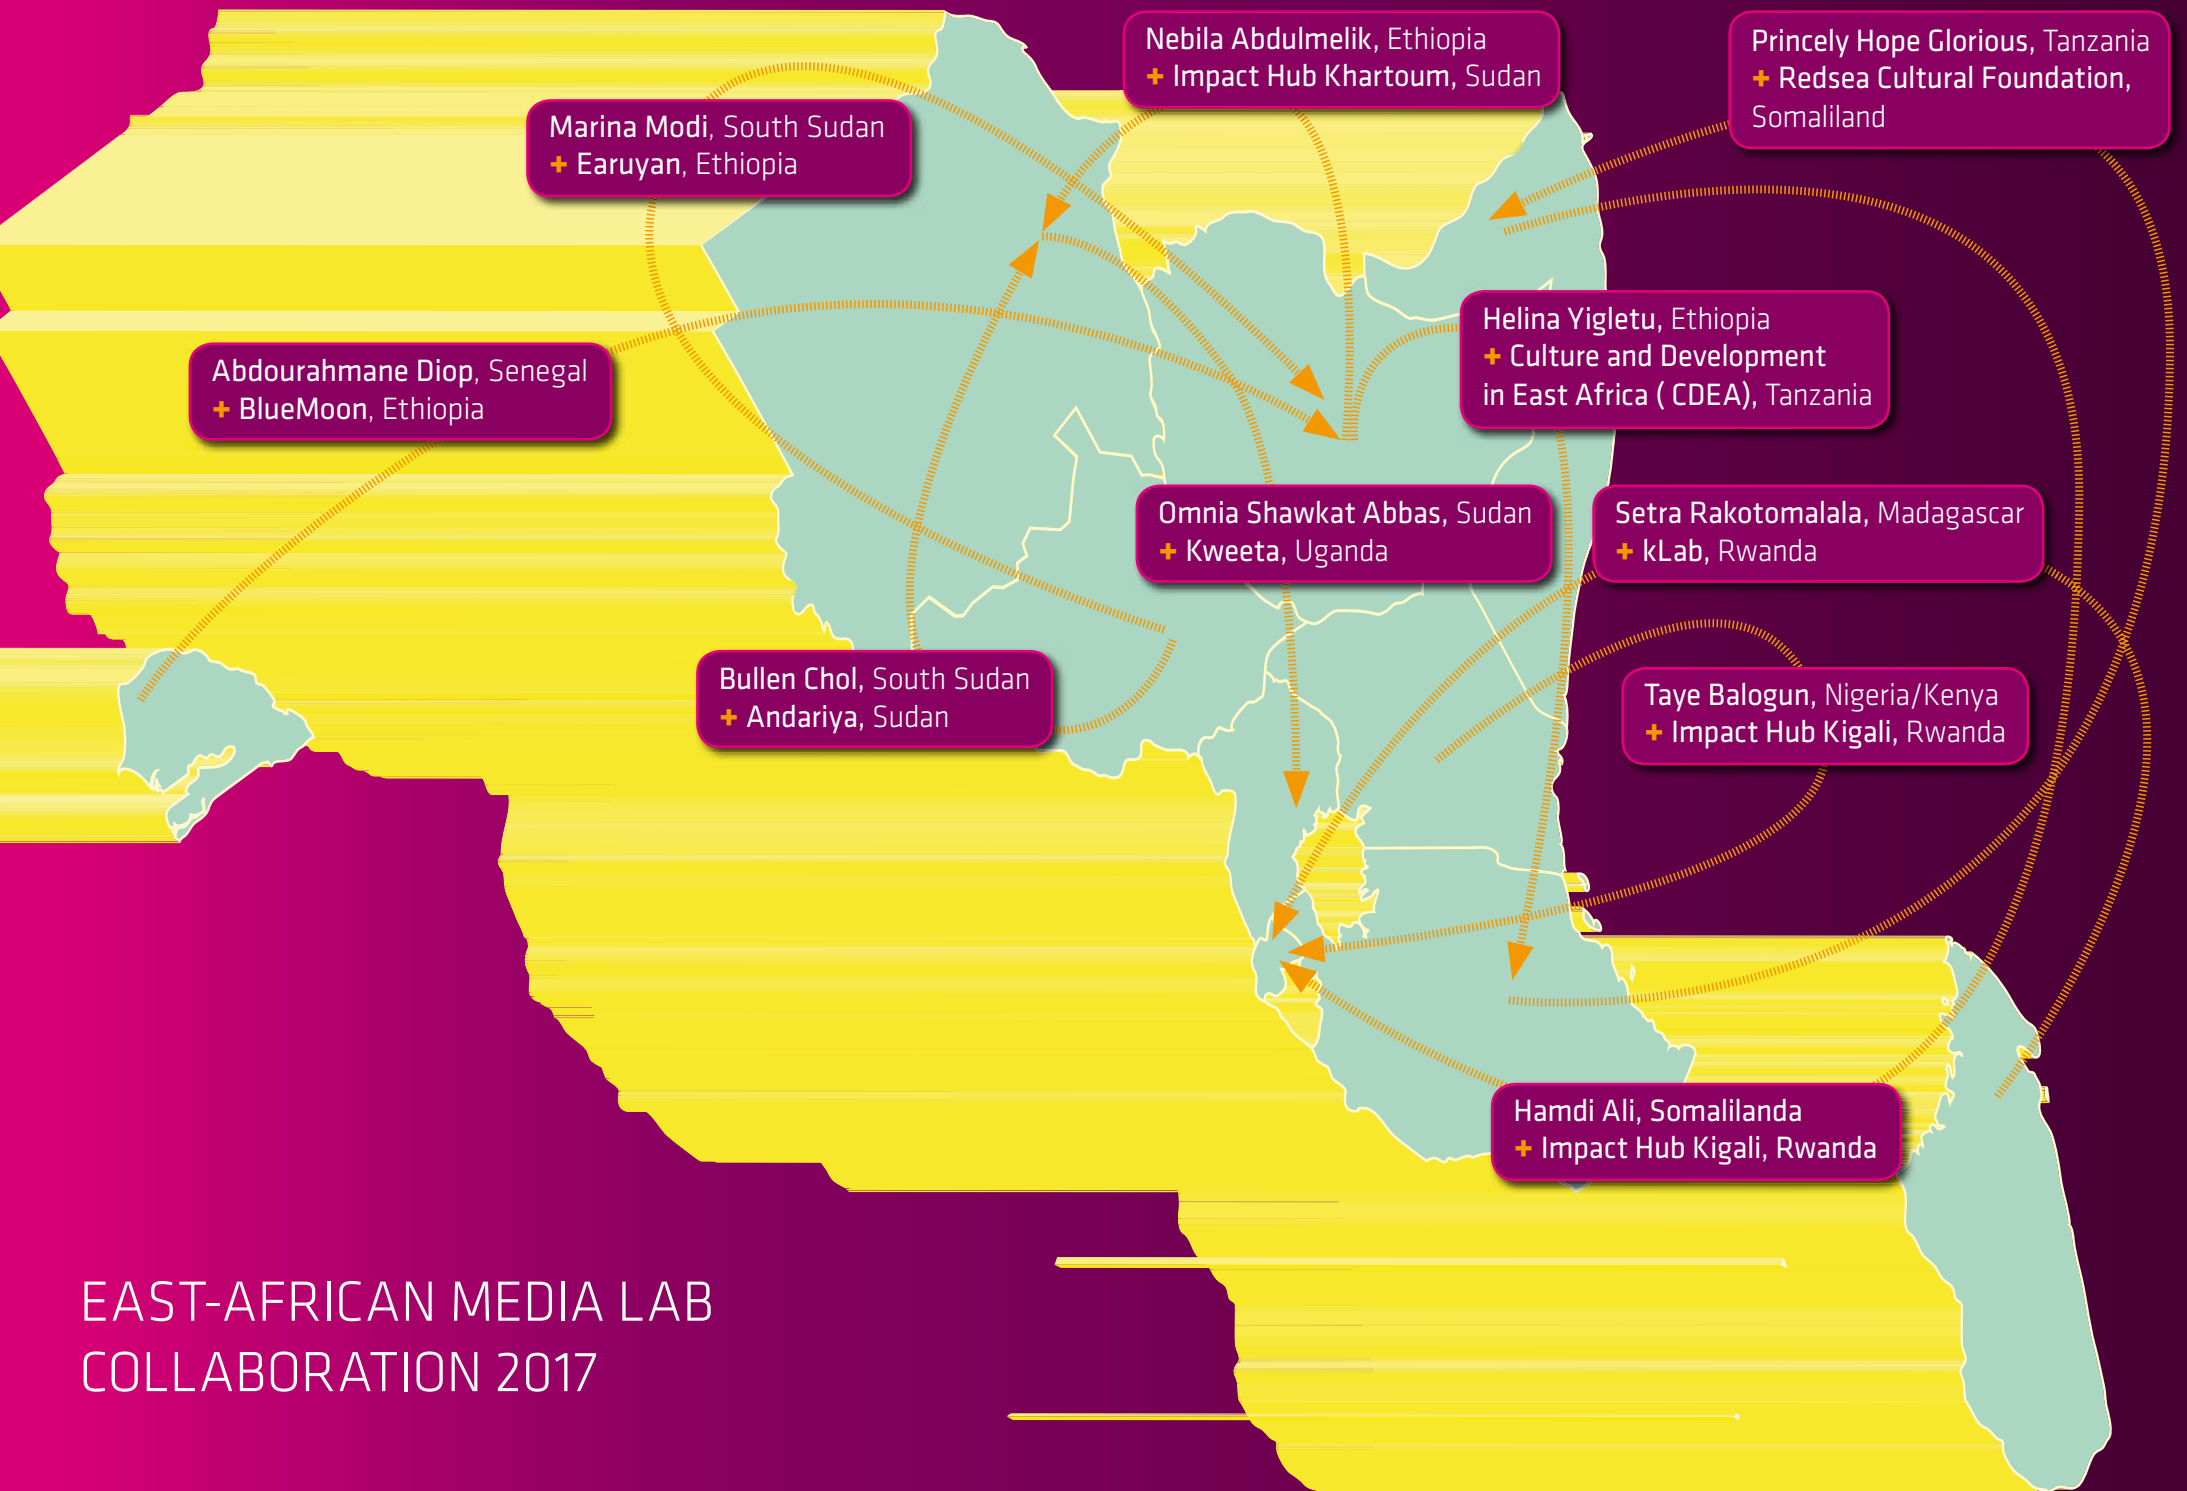 Nebila Abdulmelik, Ethiopia
+ Impact Hub Khartoum, Sudan
Princely Hope Glorious, Tanzania
+ Redsea Cultural Foundation,
Somaliland
Marina Modi, South Sudan
+ Earuyan, Ethiopia
Helina Yigletu, Ethiopia
+ Culture and Development
in East Africa ( CDEA), Tanzania
Abdourahmane Diop, Senegal
+ BlueMoon, Ethiopia
Omnia Shawkat Abbas, Sudan
+ Kweeta, Uganda
Setra Rakotomalala, Madagascar
+ kLab, Rwanda
Bullen Chol, South Sudan
+ Andariya, Sudan
Taye Balogun, Nigeria/Kenya
+ Impact Hub Kigali, Rwanda
Hamdi Ali, Somalilanda
+ Impact Hub Kigali, Rwanda
EAST-AFRICAN MEDIA LAB
COLLABORATION 2017